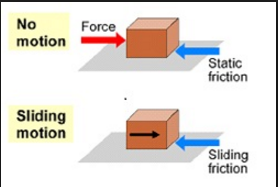 No
motion
Force
Static
friction
Sliding
motion
Sliding
friction